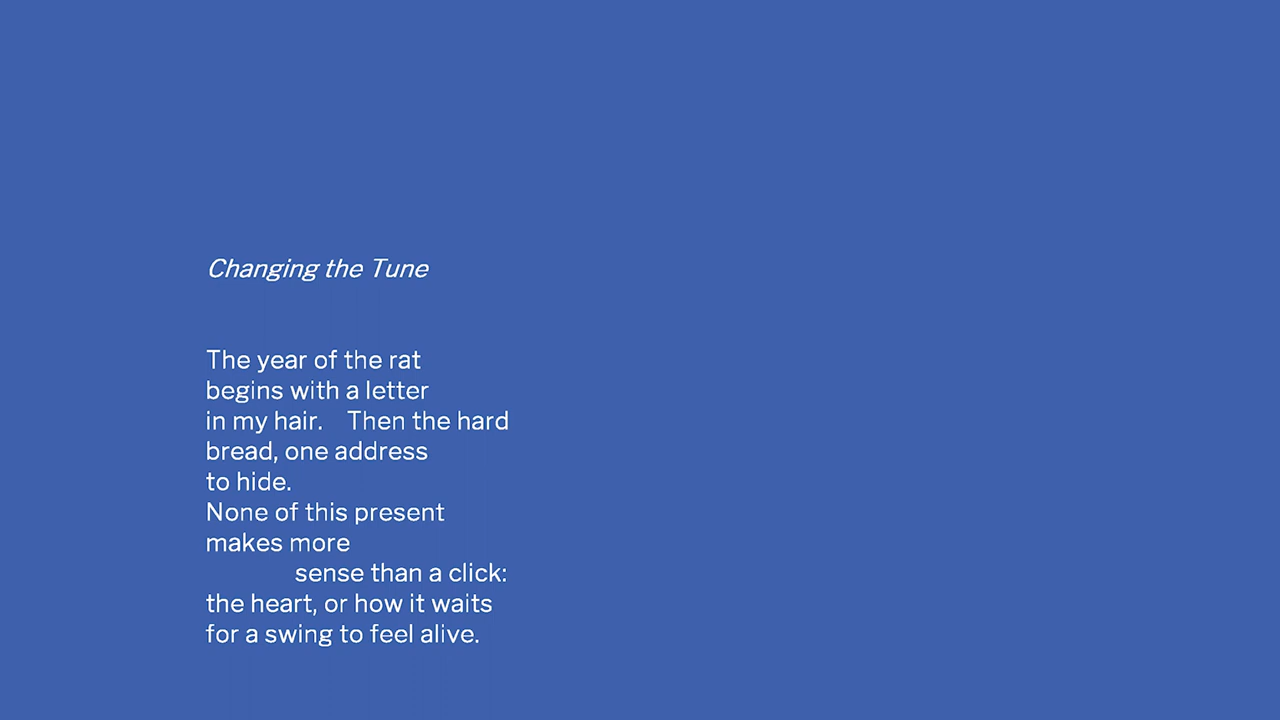 Changing the Tune
The year of the rat
begins with a letter
in my hair.    Then the hard
bread, one address
to hide.
None of this present
makes more
sense than a click:
the heart, or how it waits
for a swing to feel alive.